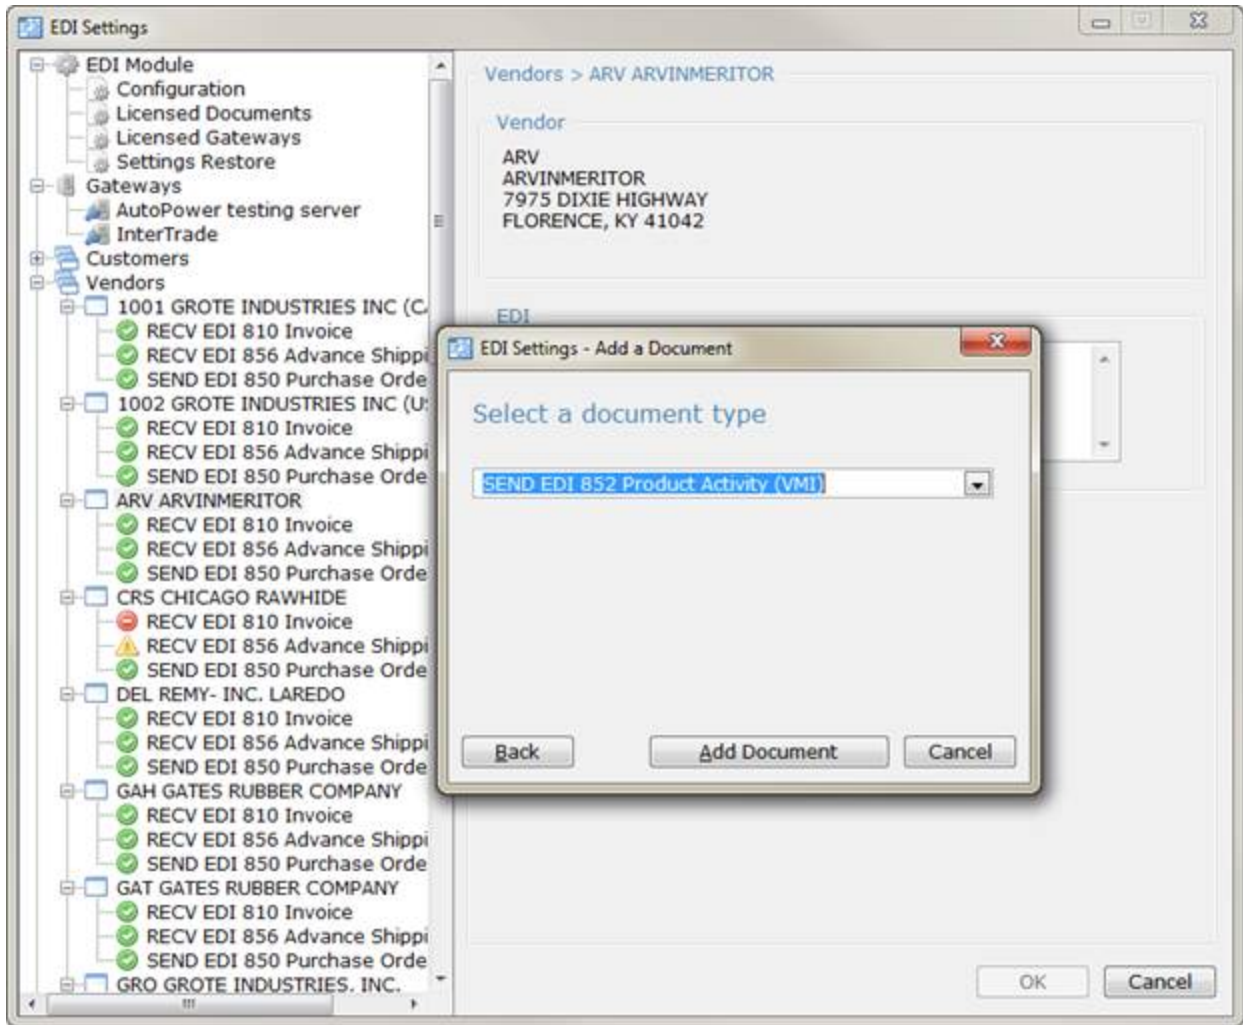 EDI Settings
EDI Module
Configuration
Licensed Documents
Licensed Gateways
Settings Restore
Gateways
AutoPower testing server
InterTrade
Customers
Vendors
1001 GROTE INDUSTRIES INC (C
RECV EDI 810 Invoice
RECV EDI 856 Advance Shippi
SEND EDI 850 Purchase Orde
1002 GROTE INDUSTRIES INC (U
RECV EDI 810 Invoice
RECV EDI 856 Advance Shippi
SEND EDI 850 Purchase Orde
ARV ARVINMERITOR
RECV EDI 810 Invoice
RECV EDI 856 Advance Shippi
SEND EDI 850 Purchase Orde
CRS CHICAGO RAWHIDE
RECV EDI 810 Invoice
RECV EDI 856 Advance Shippi
SEND EDI 850 Purchase Orde
DEL REMY- INC. LAREDO
RECV EDI 810 Invoice
RECV EDI 856 Advance Shippi
SEND EDI 850 Purchase Orde
GAH GATES RUBBER COMPANY
RECV EDI 810 Invoice
RECV EDI 856 Advance Shippi
SEND EDI 850 Purchase Orde
GAT GATES RUBBER COMPANY
RECV EDI 810 Invoice
RECV EDI 856 Advance Shippi
SEND EDI 850 Purchase Orde
GRO GROTE INDUSTRIES. INC.
Vendors > ARV ARVINMERITOR
Vendor
ARV
ARVINMERITOR
7975 DIXIE HIGHWAY
FLORENCE, KY 41042
EDI
EDI Settings - Add a Document
Select a document type
SEND EDI 852 Product Activity (VMI)
Back
Add Document
Cancel
OK
Cancel